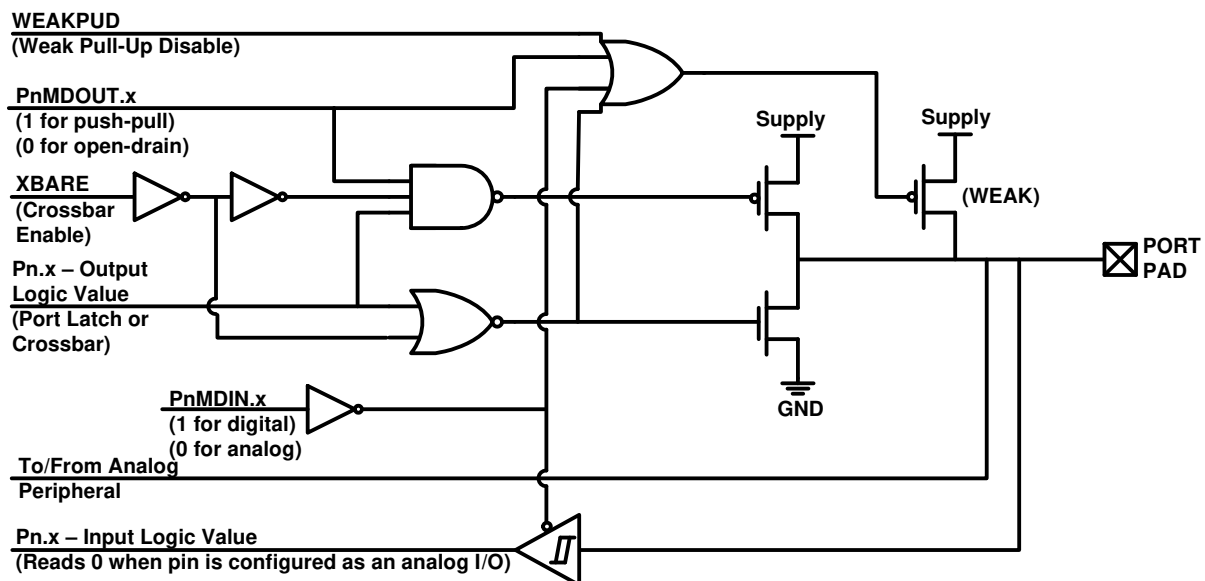 WEAKPUD
(Weak Pull-Up Disable)
PnMDOUT.x
(1 for push-pull)
(0 for open-drain)
XBARE
(Crossbar
Enable)
Pn.x – Output
Logic Value
(Port Latch or
Crossbar)
Supply
Supply
(WEAK)
PORT
PAD
GND
PnMDIN.x
(1 for digital)
(0 for analog)
To/From Analog
Peripheral
Pn.x – Input Logic Value
(Reads 0 when pin is configured as an analog I/O)